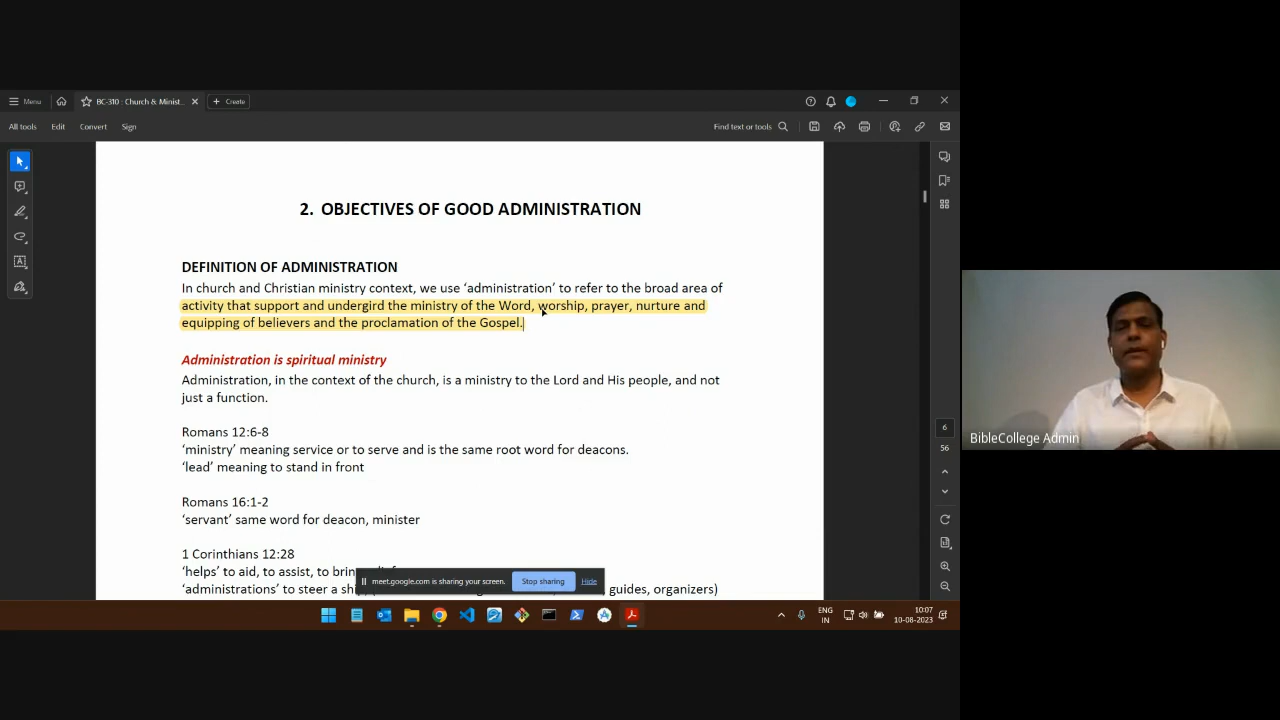 Menu
BC-310 : Church & Minist...
Create
All tools
Edit
Convert
Sign
Find text or tools
2. OBJECTIVES OF GOOD ADMINISTRATION
DEFINITION OF ADMINISTRATION
In church and Christian ministry context, we use ‘administration’ to refer to the broad area of
activity that support and undergird the ministry of the Word, worship, prayer, nurture and
equipping of believers and the proclamation of the Gospel.
Administration is spiritual ministry
Administration, in the context of the church, is a ministry to the Lord and His people, and not
just a function.
Romans 12:6-8
‘ministry’ meaning service or to serve and is the same root word for deacons.
‘lead’ meaning to stand in front
Romans 16:1-2
‘servant’ same word for deacon, minister
1 Corinthians 12:28
‘helps’ to aid, to assist, to
‘administrations’ to steer a guides, organizers)
meet.google.com is sharing your screen.
Stop sharing
Hide
6
56
BibleCollege Admin
ENG
IN
10:07
10-08-2023